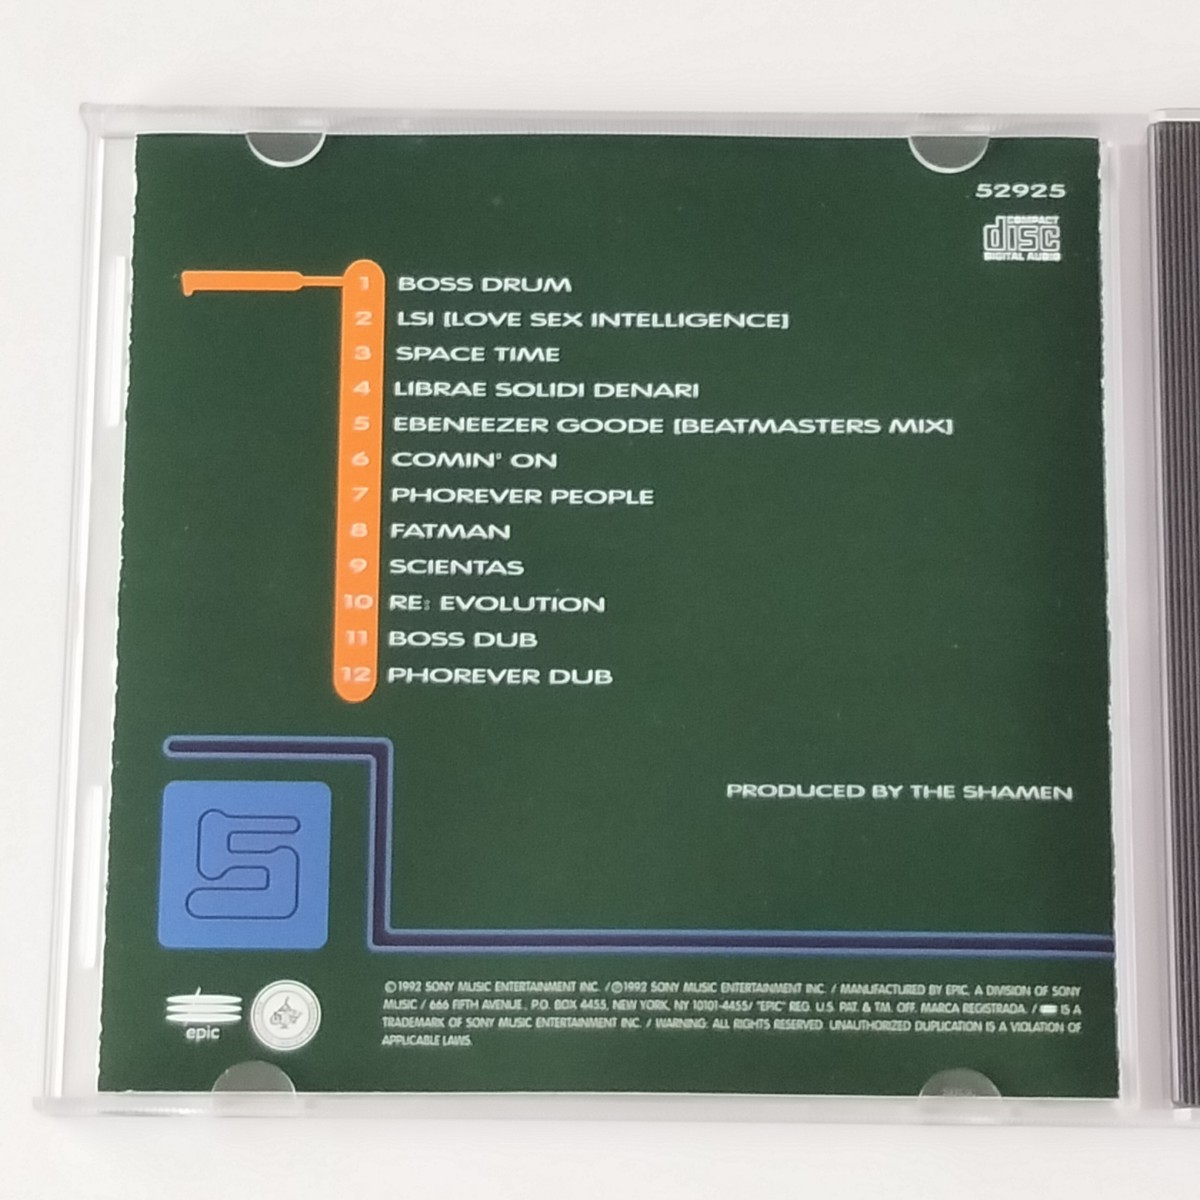 52925
COMPACT
disc
DIGITAL AUDIO
1 BOSS DRUM
2 LSI [LOVE SEX INTELLIGENCE]
3 SPACE TIME
4 LIBRAE SOLIDI DENARI
5 EBENEEZER GOODE [BEATMASTERS MIX]
6 COMIN' ON
7 PHOREVER PEOPLE
8 FATMAN
9 SCIENTAS
10 RE: EVOLUTION
11 BOSS DUB
12 PHOREVER DUB
PRODUCED BY THE SHAMEN
S
epic
©1992 SONY MUSIC ENTERTAINMENT INC. / ℗1992 SONY MUSIC ENTERTAINMENT INC. / MANUFACTURED BY EPIC, A DIVISION OF SONY
MUSIC / 666 FIFTH AVENUE, P.O. BOX 4455, NEW YORK, NY 10101-4455/ "EPIC" REG. U.S. PAT. & TM. OFF. MARCA REGISTRADA. / IS A
TRADEMARK OF SONY MUSIC ENTERTAINMENT INC. / WARNING: ALL RIGHTS RESERVED. UNAUTHORIZED DUPLICATION IS A VIOLATION OF
APPLICABLE LAWS.